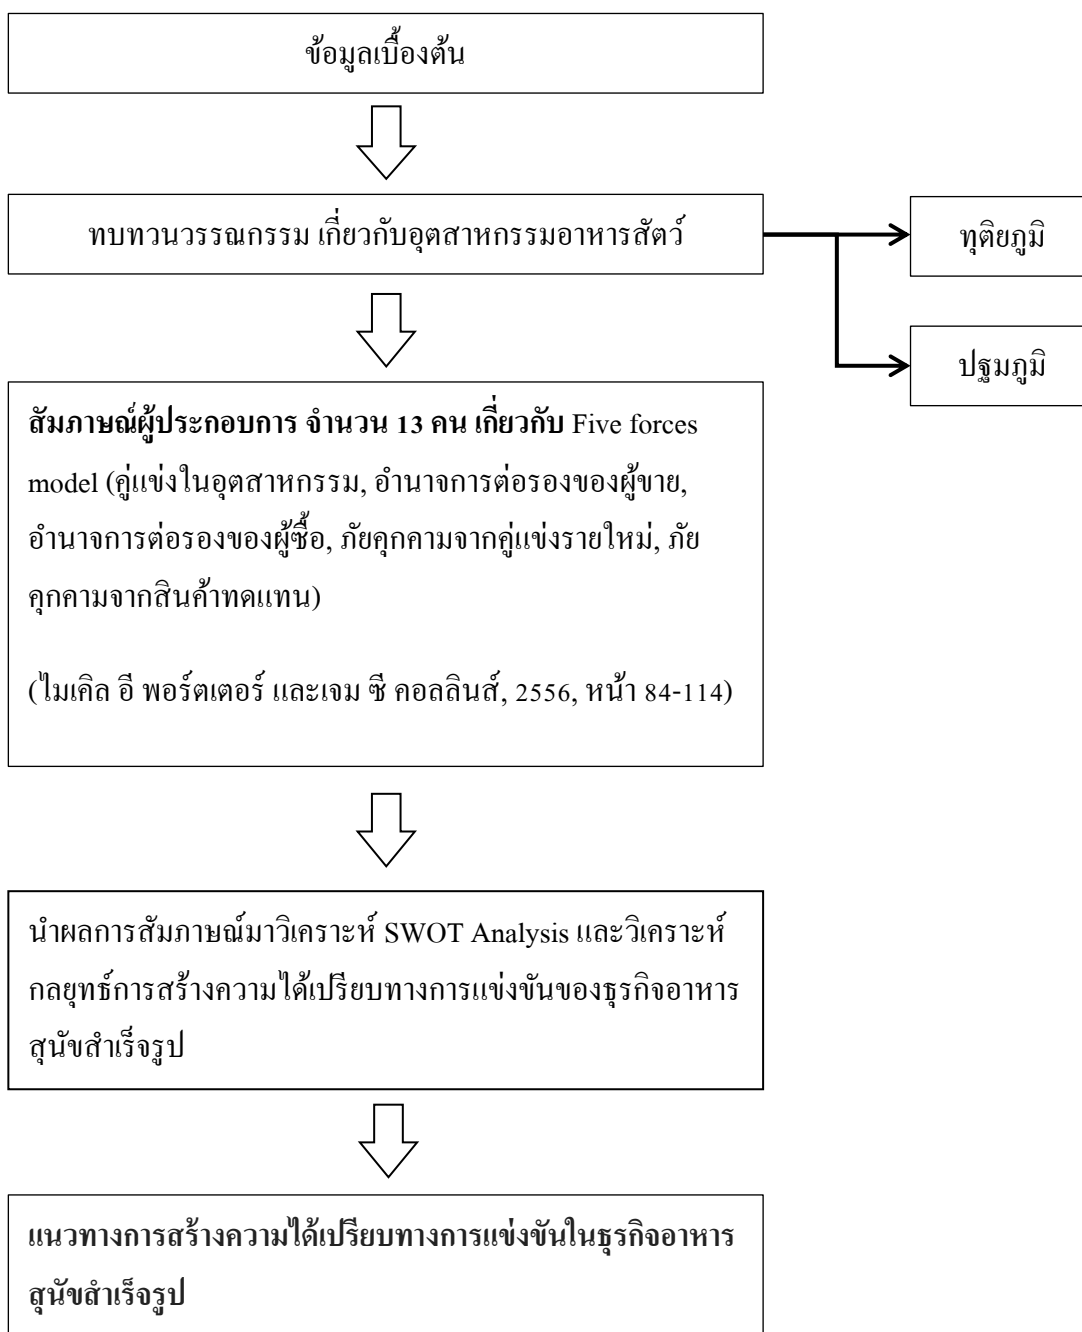 ข้อมูลเบื้องต้น
ทบทวนวรรณกรรม เกี่ยวกับอุตสาหกรรมอาหารสัตว์
ทุติยภูมิ
ปฐมภูมิ
สัมภาษณ์ผู้ประกอบการ จำนวน 13 คน เกี่ยวกับ Five forces
model (คู่แข่งในอุตสาหกรรม, อำนาจการต่อรองของผู้ขาย,
อำนาจการต่อรองของผู้ซื้อ, ภัยคุกคามจากคู่แข่งรายใหม่, ภัย
คุกคามจากสินค้าทดแทน)
(ไมเคิล อี พอร์ตเตอร์ และเจม ซี คอลลินส์, 2556, หน้า 84-114)
นำผลการสัมภาษณ์มาวิเคราะห์ SWOT Analysis และวิเคราะห์
กลยุทธ์การสร้างความได้เปรียบทางการแข่งขันของธุรกิจอาหาร
สุนัขสำเร็จรูป
แนวทางการสร้างความได้เปรียบทางการแข่งขันในธุรกิจอาหาร
สุนัขสำเร็จรูป